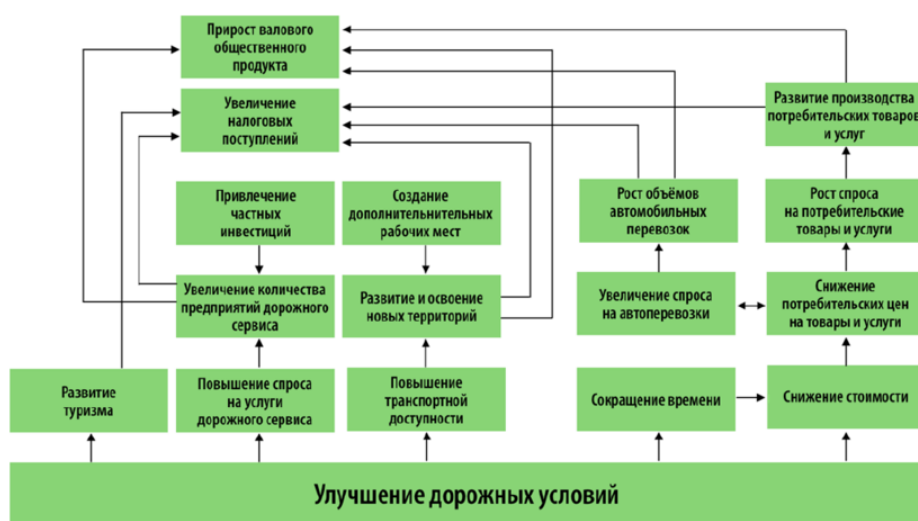 Прирост валового
общественного
продукта
Увеличение
налоговых
поступлений
Развитие производства
потребительских товаров
и услуг
Привлечение
частных
инвестиций
Создание
дополнительнительных
рабочих мест
Рост объёмов
автомобильных
перевозок
Рост спроса
на потребительские
товары и услуги
Увеличение количества
предприятий дорожного
сервиса
Развитие и освоение
новых территорий
Увеличение спроса
на автоперевозки
Снижение
потребительских цен
на товары и услуги
Развитие
туризма
Повышение спроса
на услуги
дорожного сервиса
Повышение
транспортной
доступности
Сокращение времени
Снижение стоимости
Улучшение дорожных условий